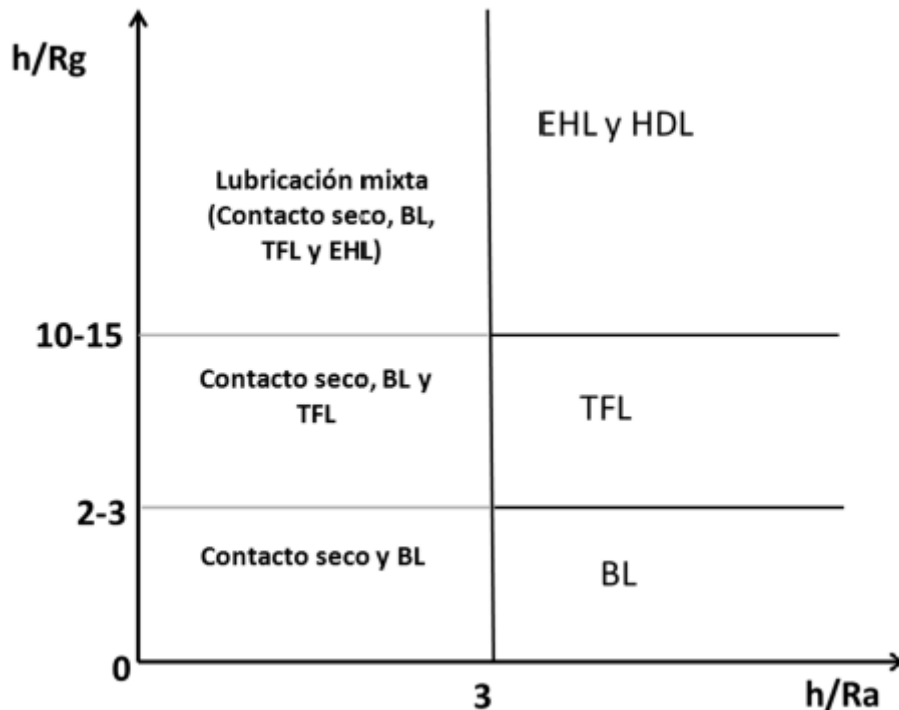 h/Rg
EHL y HDL
Lubricación mixta
(Contacto seco, BL,
TFL y EHL)
10-15
Contacto seco, BL y
TFL
TFL
2-3
Contacto seco y BL
BL
0
3
h/Ra